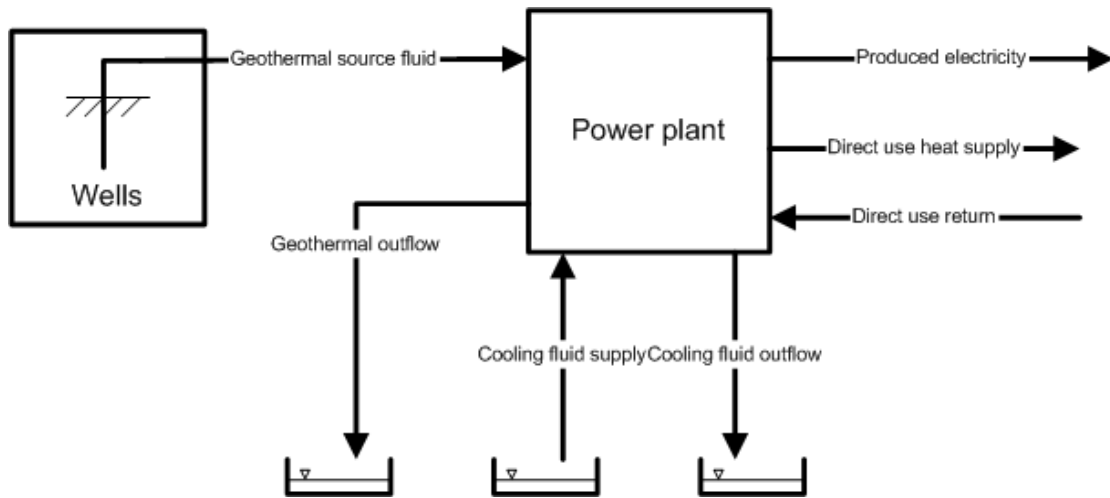 Geothermal source fluid
Produced electricity
Power plant
Direct use heat supply
Wells
Direct use return
Geothermal outflow
Cooling fluid supply
Cooling fluid outflow